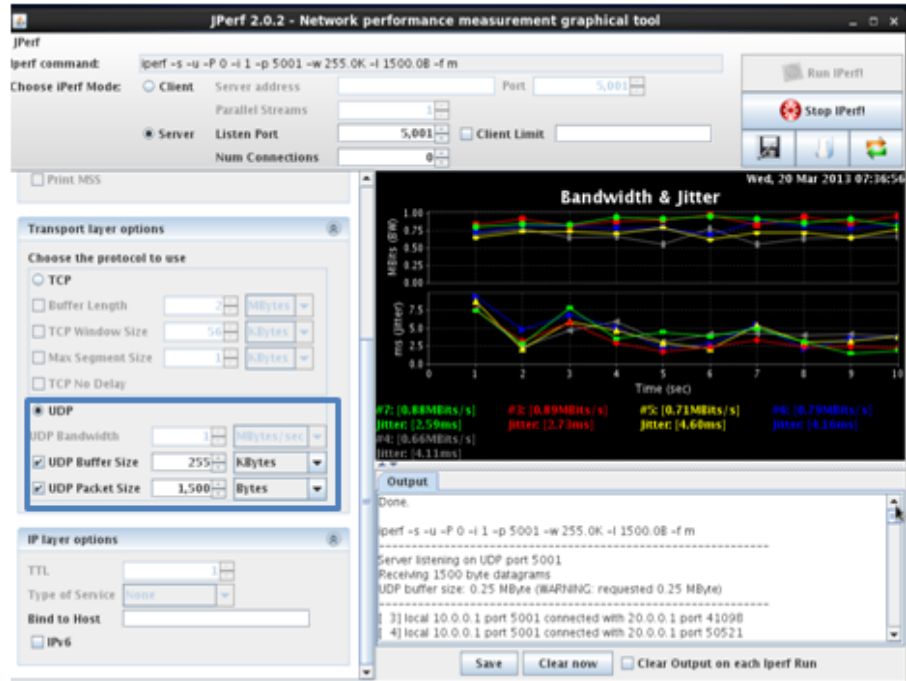 JPerf 2.0.2 - Network performance measurement graphical tool
JPerf
Iperf command: iperf -s -u -P 0 -i 1 -p 5001 -w 255.0K -l 1500.0B -f m
Choose iPerf Mode: Client Server address Port 5,001
Parallel Streams 1
Server Listen Port 5,001 Client Limit
Num Connections 0
Run IPerf!
Stop IPerf!
Print MSS
Transport layer options
Choose the protocol to use
TCP
Buffer Length 2 MBytes
TCP Window Size 56 KBytes
Max Segment Size 1 KBytes
TCP No Delay
UDP
UDP Bandwidth 1 MBytes/sec
UDP Buffer Size 255 KBytes
UDP Packet Size 1,500 Bytes
IP layer options
TTL 1
Type of Service None
Bind to Host
IPv6
Wed, 20 Mar 2013 07:36:56
Bandwidth & Jitter
MBits (BW)
1.00
0.75
0.50
0.25
0.00
ms (Jitter)
7.5
5.0
2.5
0.0
0 1 2 3 4 5 6 7 8 9 10
Time (sec)
#7: [0.88MBits/s] #3: [0.89MBits/s] #5: [0.71MBits/s] #6: [0.79MBits/s]
Jitter: [2.59ms] Jitter: [2.73ms] Jitter: [4.60ms] Jitter: [4.16ms]
#4: [0.66MBits/s]
Jitter: [4.11ms]
Output
Done.
iperf -s -u -P 0 -i 1 -p 5001 -w 255.0K -l 1500.0B -f m
------------------------------------------------------------
Server listening on UDP port 5001
Receiving 1500 byte datagrams
UDP buffer size: 0.25 MByte (WARNING: requested 0.25 MByte)
------------------------------------------------------------
[ 3] local 10.0.0.1 port 5001 connected with 20.0.0.1 port 41098
[ 4] local 10.0.0.1 port 5001 connected with 20.0.0.1 port 50521
Save Clear now Clear Output on each Iperf Run